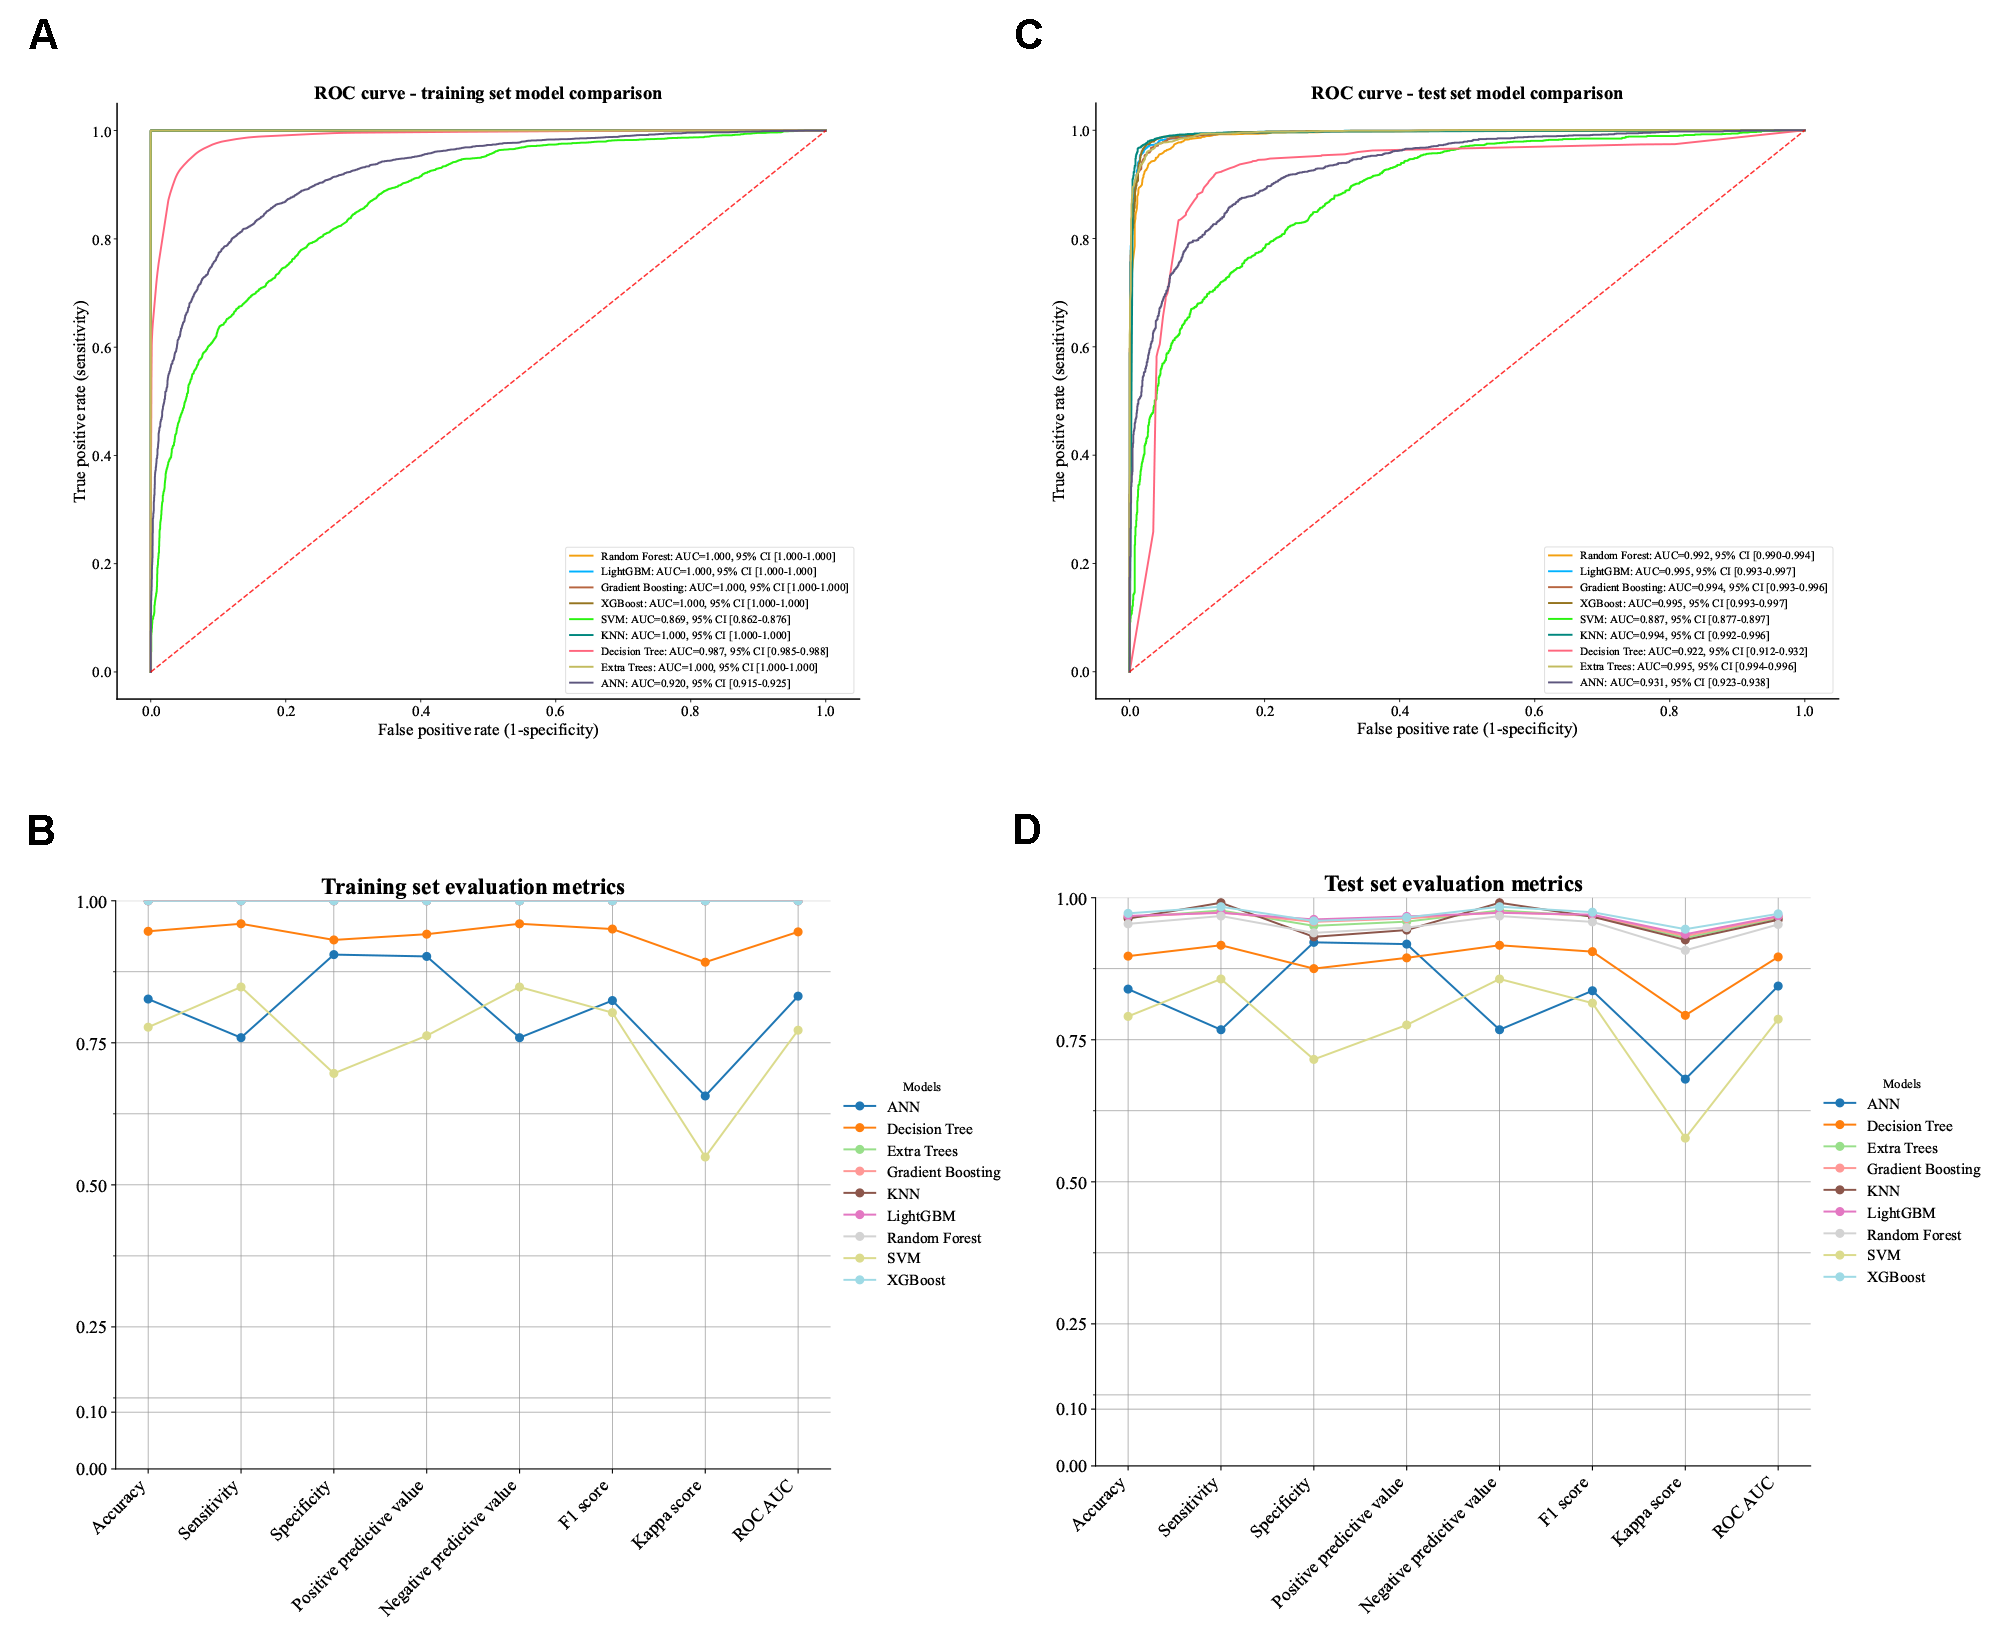 A
ROC curve - training set model comparison
1.0
0.8
0.6
0.4
0.2
0.0
True positive rate (sensitivity)
Random Forest: AUC=1.000, 95% CI [1.000-1.000]
LightGBM: AUC=1.000, 95% CI [1.000-1.000]
Gradient Boosting: AUC=1.000, 95% CI [1.000-1.000]
XGBoost: AUC=1.000, 95% CI [1.000-1.000]
SVM: AUC=0.869, 95% CI [0.862-0.876]
KNN: AUC=1.000, 95% CI [1.000-1.000]
Decision Tree: AUC=0.987, 95% CI [0.985-0.988]
Extra Trees: AUC=1.000, 95% CI [1.000-1.000]
ANN: AUC=0.920, 95% CI [0.915-0.925]
0.0 0.2 0.4 0.6 0.8 1.0
False positive rate (1-specificity)
C
ROC curve - test set model comparison
1.0
0.8
0.6
0.4
0.2
0.0
True positive rate (sensitivity)
Random Forest: AUC=0.992, 95% CI [0.990-0.994]
LightGBM: AUC=0.995, 95% CI [0.993-0.997]
Gradient Boosting: AUC=0.994, 95% CI [0.993-0.996]
XGBoost: AUC=0.995, 95% CI [0.993-0.997]
SVM: AUC=0.887, 95% CI [0.877-0.897]
KNN: AUC=0.994, 95% CI [0.992-0.996]
Decision Tree: AUC=0.922, 95% CI [0.912-0.932]
Extra Trees: AUC=0.995, 95% CI [0.994-0.996]
ANN: AUC=0.931, 95% CI [0.923-0.938]
0.0 0.2 0.4 0.6 0.8 1.0
False positive rate (1-specificity)
B
Training set evaluation metrics
1.00
0.75
0.50
0.25
0.10
0.00
Models
ANN
Decision Tree
Extra Trees
Gradient Boosting
KNN
LightGBM
Random Forest
SVM
XGBoost
Accuracy
Sensitivity
Specificity
Positive predictive value
Negative predictive value
F1 score
Kappa score
ROC AUC
D
Test set evaluation metrics
1.00
0.75
0.50
0.25
0.10
0.00
Models
ANN
Decision Tree
Extra Trees
Gradient Boosting
KNN
LightGBM
Random Forest
SVM
XGBoost
Accuracy
Sensitivity
Specificity
Positive predictive value
Negative predictive value
F1 score
Kappa score
ROC AUC